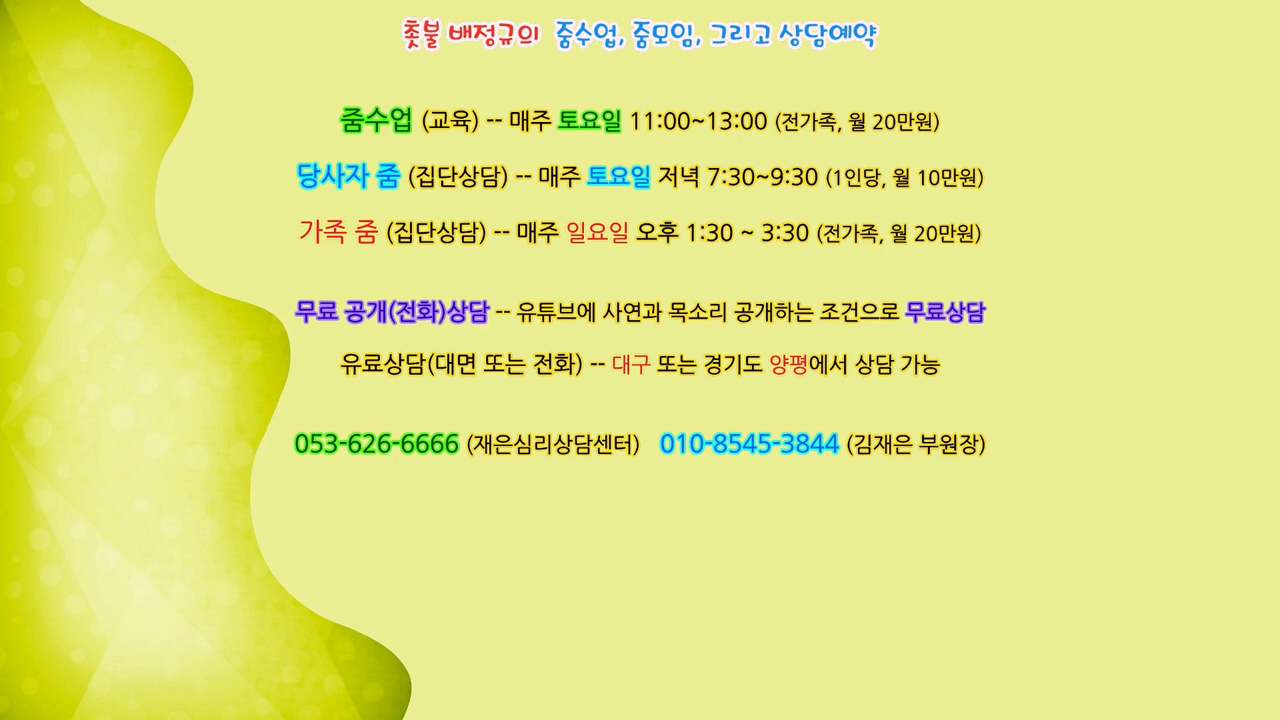 촛불 배정규의 줌수업, 줌모임, 그리고 상담예약
줌수업 (교육) -- 매주 토요일 11:00~13:00 (전가족, 월 20만원)
당사자 줌 (집단상담) -- 매주 토요일 저녁 7:30~9:30 (1인당, 월 10만원)
가족 줌 (집단상담) -- 매주 일요일 오후 1:30 ~ 3:30 (전가족, 월 20만원)
무료 공개(전화)상담 -- 유튜브에 사연과 목소리 공개하는 조건으로 무료상담
유료상담(대면 또는 전화) -- 대구 또는 경기도 양평에서 상담 가능
053-626-6666 (재은심리상담센터) 010-8545-3844 (김재은 부원장)